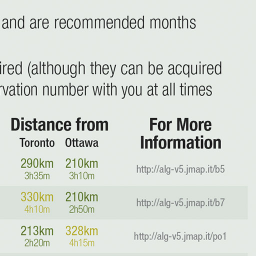 and are recommended months
ired (although they can be acquired
rvation number with you at all times
Distance from For More
Toronto Ottawa Information
290km 210km http://alg-v5.jmap.it/b5
3h35m 3h10m
330km 210km http://alg-v5.jmap.it/b7
4h10m 2h50m
213km 328km http://alg-v5.jmap.it/po1
2h20m 4h15m